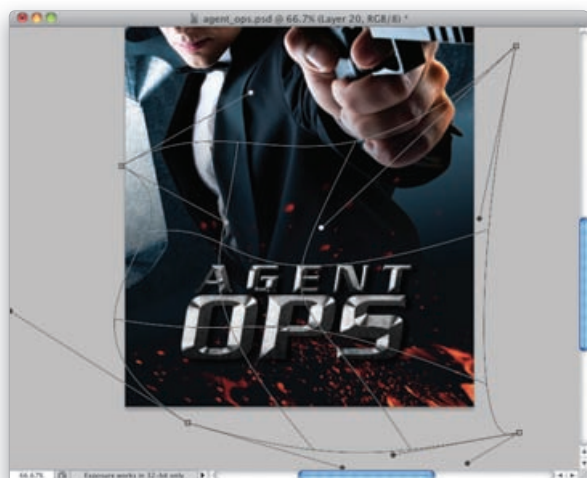 agent_ops.psd @ 66.7% (Layer 20, RGB/8) *
AGENT
OPS
66.67% Exposure works in 32-bit only